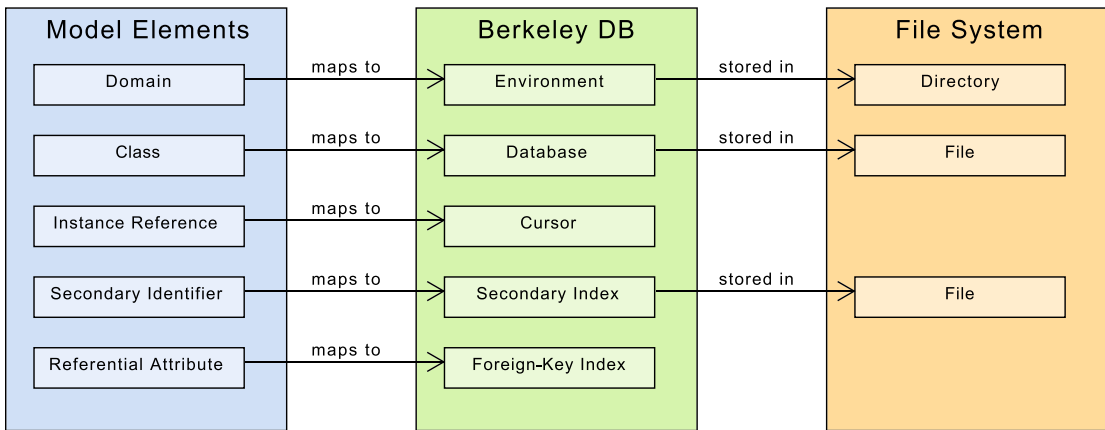 Model Elements
Berkeley DB
File System
Domain
maps to
Environment
stored in
Directory
Class
maps to
Database
stored in
File
Instance Reference
maps to
Cursor
Secondary Identifier
maps to
Secondary Index
stored in
File
Referential Attribute
maps to
Foreign-Key Index